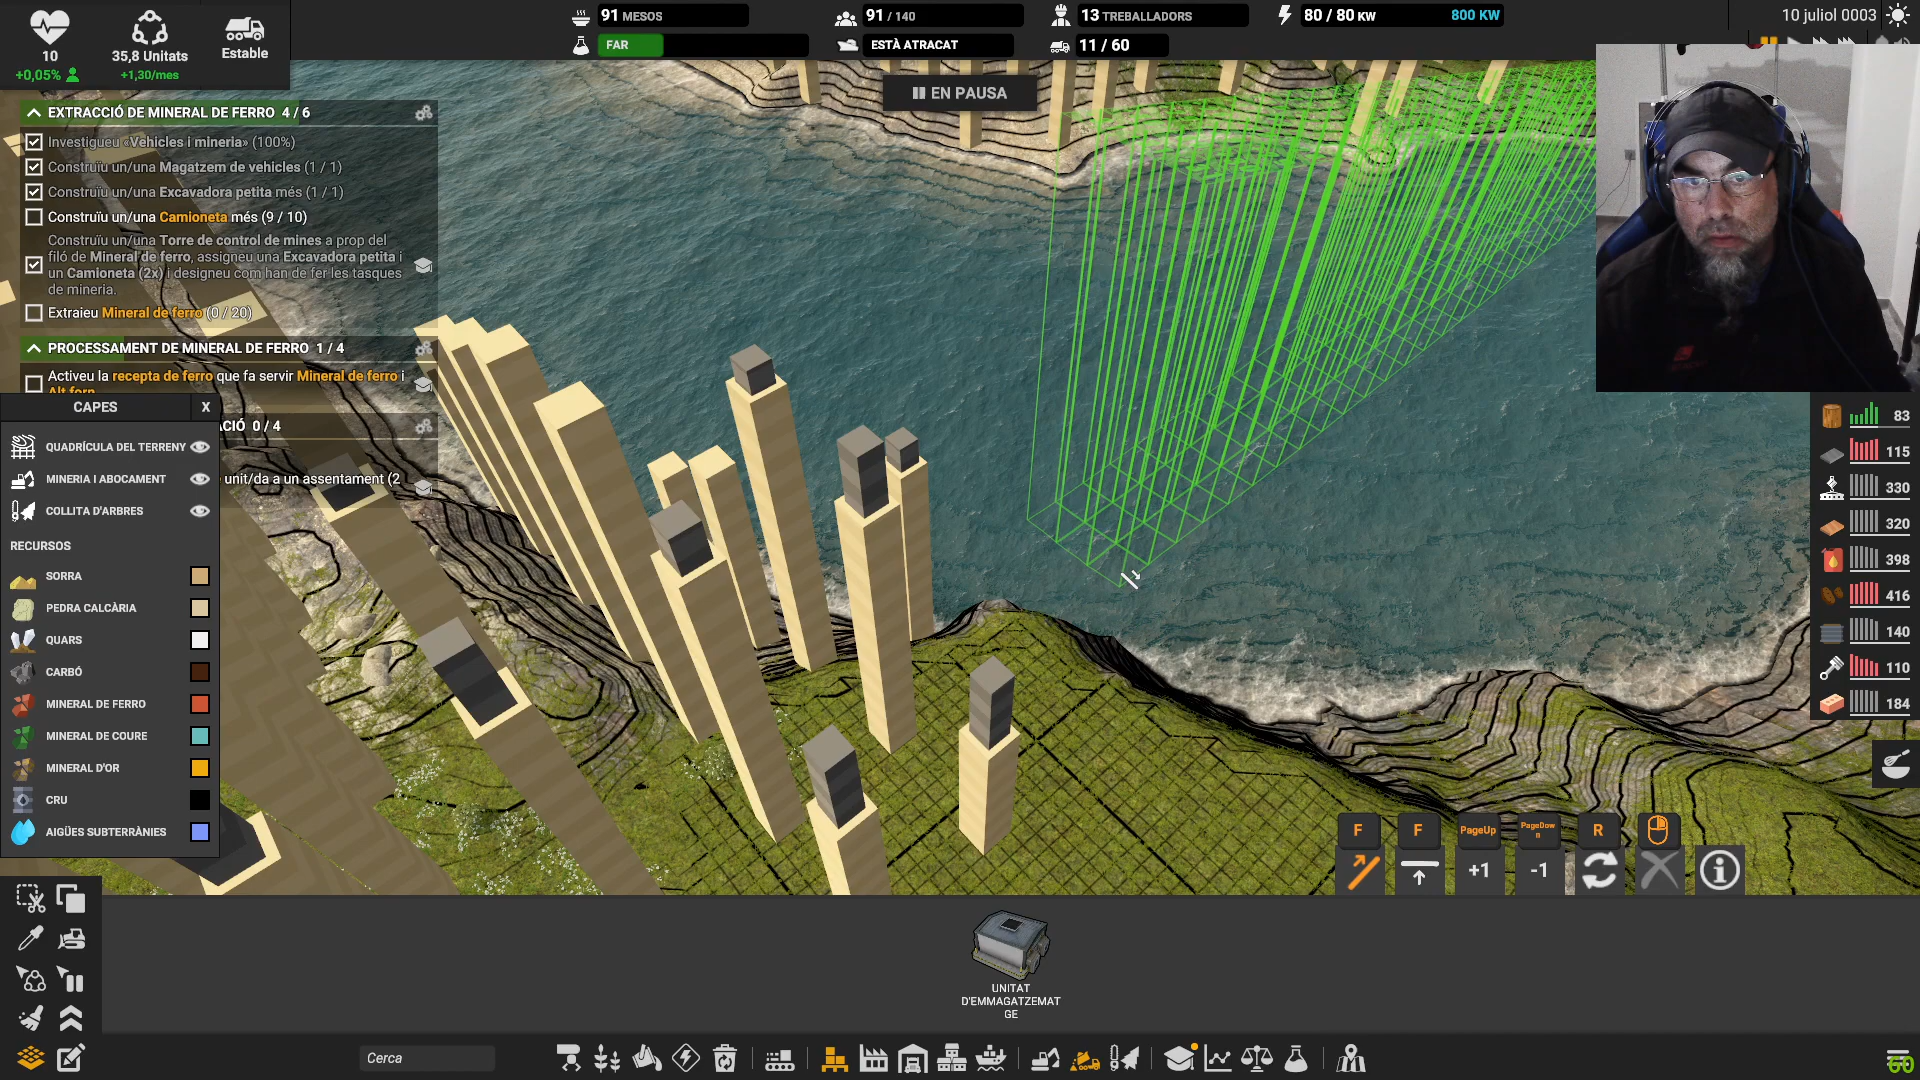 10
+0,05%
35,8 Unitats
+1,30/mes
Estable
91 MESOS
FAR
91 / 140
ESTÀ ATRACAT
13 TREBALLADORS
11 / 60
80 / 80 KW
800 KW
10 juliol 0003
EN PAUSA
EXTRACCIÓ DE MINERAL DE FERRO 4 / 6
Investigueu «Vehicles i mineria» (100%)
Construïu un/una Magatzem de vehicles (1 / 1)
Construïu un/una Excavadora petita més (1 / 1)
Construïu un/una Camioneta més (9 / 10)
Construïu un/una Torre de control de mines a prop del
filó de Mineral de ferro, assigneu una Excavadora petita i
un Camioneta (2x) i designeu com han de fer les tasques
de mineria.
Extraieu Mineral de ferro (0 / 20)
PROCESSAMENT DE MINERAL DE FERRO 1 / 4
Activeu la recepta de ferro que fa servir Mineral de ferro i
Alt forn
0 / 4
unit/da a un assentament (2
CAPES
X
QUADRÍCULA DEL TERRENY
MINERIA I ABOCAMENT
COLLITA D'ARBRES
RECURSOS
SORRA
PEDRA CALCÀRIA
QUARS
CARBÓ
MINERAL DE FERRO
MINERAL DE COURE
MINERAL D'OR
CRU
AIGÜES SUBTERRÀNIES
83
115
330
320
398
416
140
110
184
F
F
PageUp
PageDow
n
R
+1
-1
UNITAT
D'EMMAGATZEMAT
GE
Cerca
60